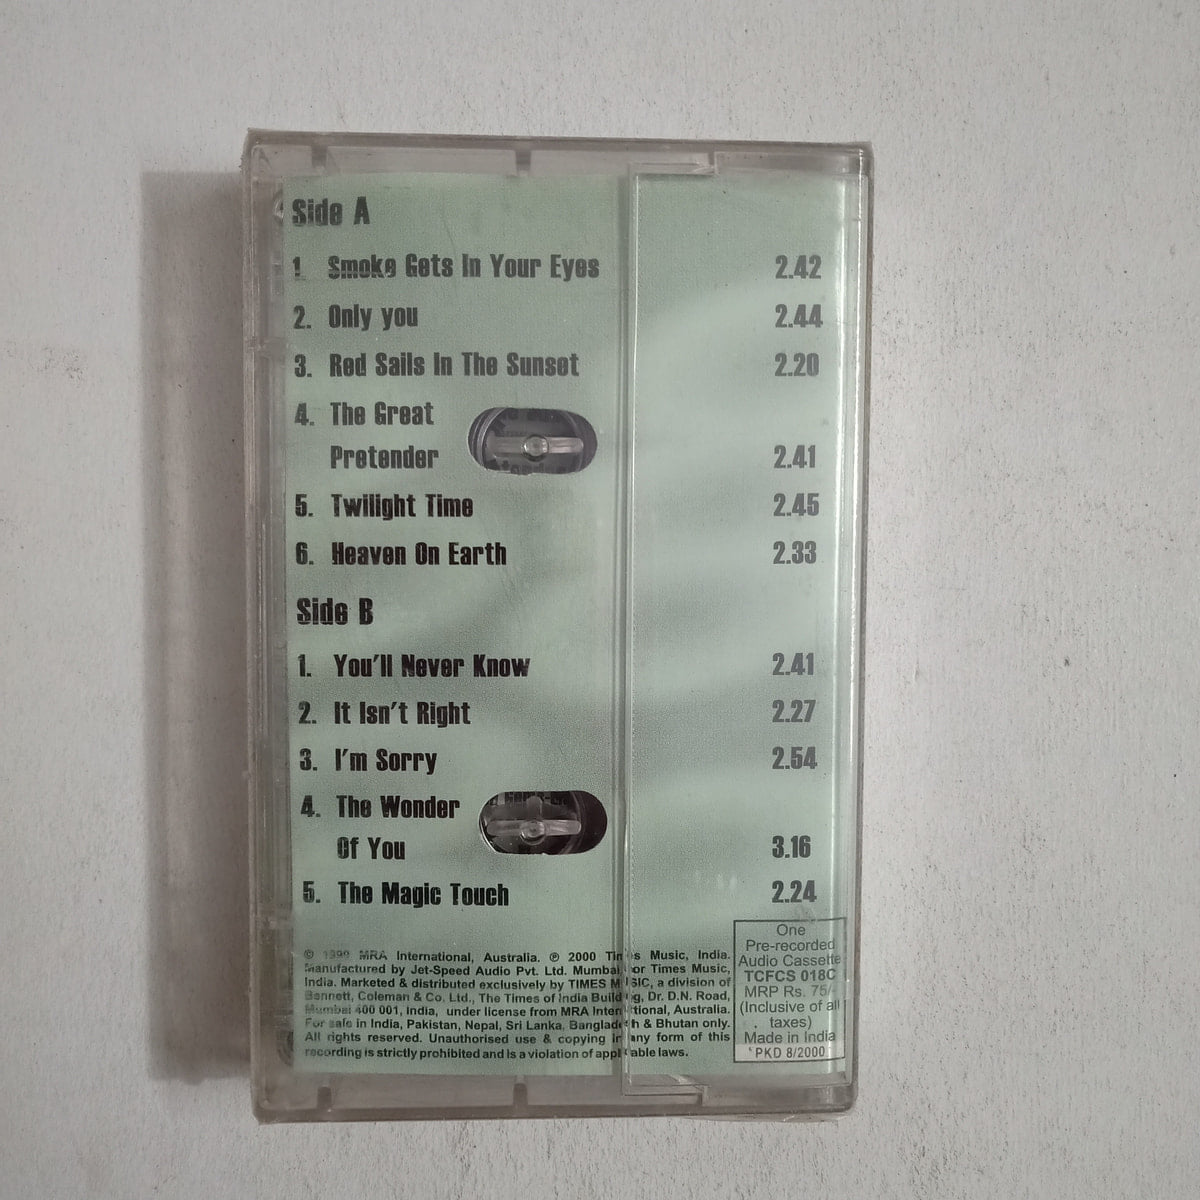 Side A
1. Smoke Gets In Your Eyes 2.42
2. Only you 2.44
3. Red Sails In The Sunset 2.20
4. The Great
Pretender 2.41
5. Twilight Time 2.45
6. Heaven On Earth 2.33
Side B
1. You'll Never Know 2.41
2. It Isn't Right 2.27
3. I'm Sorry 2.54
4. The Wonder
Of You 3.16
5. The Magic Touch 2.24
© 1999 MRA International, Australia. ℗ 2000 Times Music, India.
Manufactured by Jet-Speed Audio Pvt. Ltd. Mumbai for Times Music,
India. Marketed & distributed exclusively by TIMES MUSIC, a division of
Bennett, Coleman & Co. Ltd., The Times of India Building, Dr. D.N. Road,
Mumbai 400 001, India, under license from MRA International, Australia.
For sale in India, Pakistan, Nepal, Sri Lanka, Bangladesh & Bhutan only.
All rights reserved. Unauthorised use & copying in any form of this
recording is strictly prohibited and is a violation of applicable laws.
One
Pre-recorded
Audio Cassette
TCFCS 018C
MRP Rs. 75/-
(Inclusive of all
taxes)
Made in India
PKD 8/2000